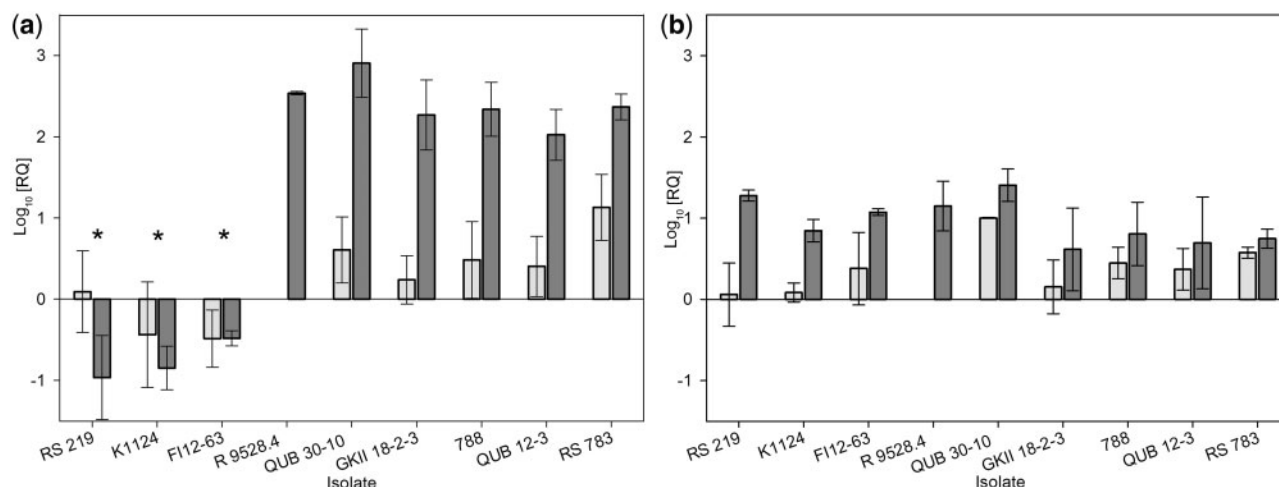 (a)
Log10 [RQ]
3
2
1
0
-1
* * *
RS 219 K1124 FI12-63 R 9528.4 QUB 30-10 GKII 18-2-3 788 QUB 12-3 RS 783
Isolate
(b)
Log10 [RQ]
3
2
1
0
-1
RS 219 K1124 FI12-63 R 9528.4 QUB 30-10 GKII 18-2-3 788 QUB 12-3 RS 783
Isolate